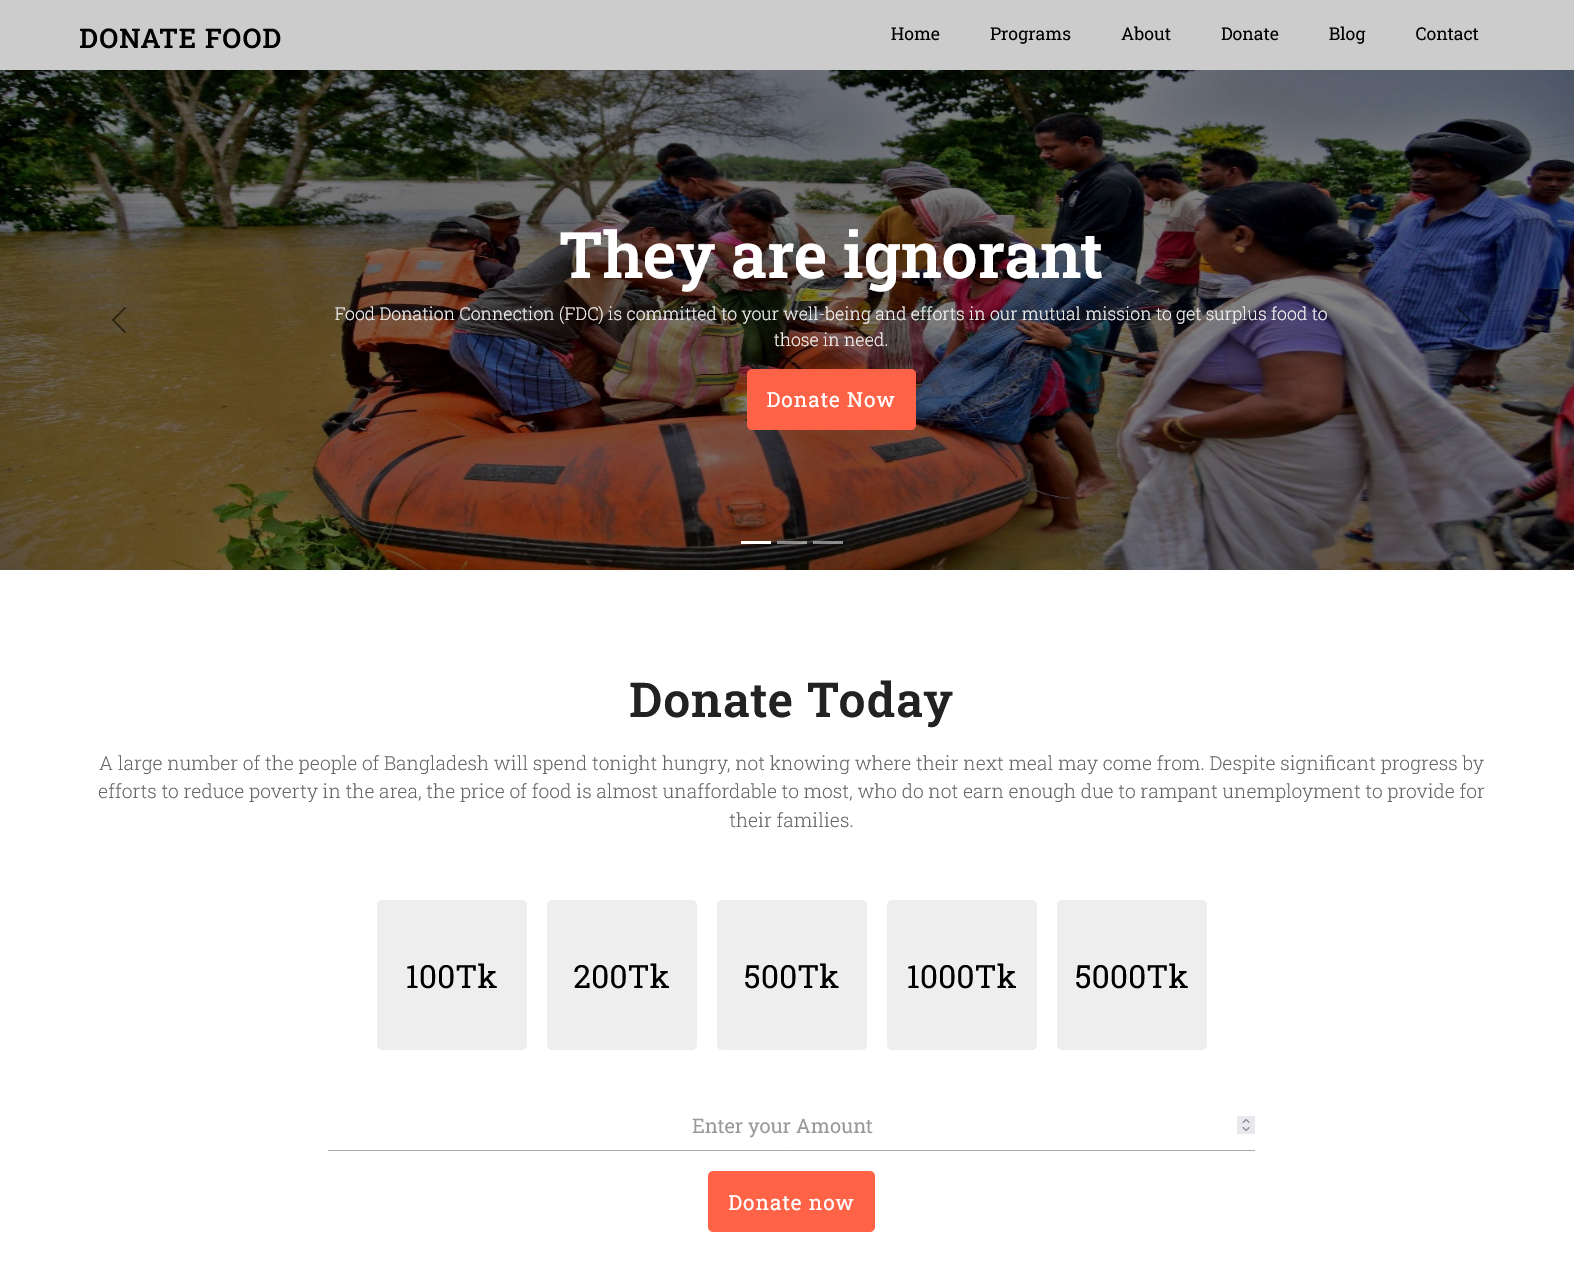 DONATE FOOD
Home Programs About Donate Blog Contact
They are ignorant
Food Donation Connection (FDC) is committed to your well-being and efforts in our mutual mission to get surplus food to
those in need.
Donate Now
Donate Today
A large number of the people of Bangladesh will spend tonight hungry, not knowing where their next meal may come from. Despite significant progress by
efforts to reduce poverty in the area, the price of food is almost unaffordable to most, who do not earn enough due to rampant unemployment to provide for
their families.
100Tk 200Tk 500Tk 1000Tk 5000Tk
Enter your Amount
Donate now